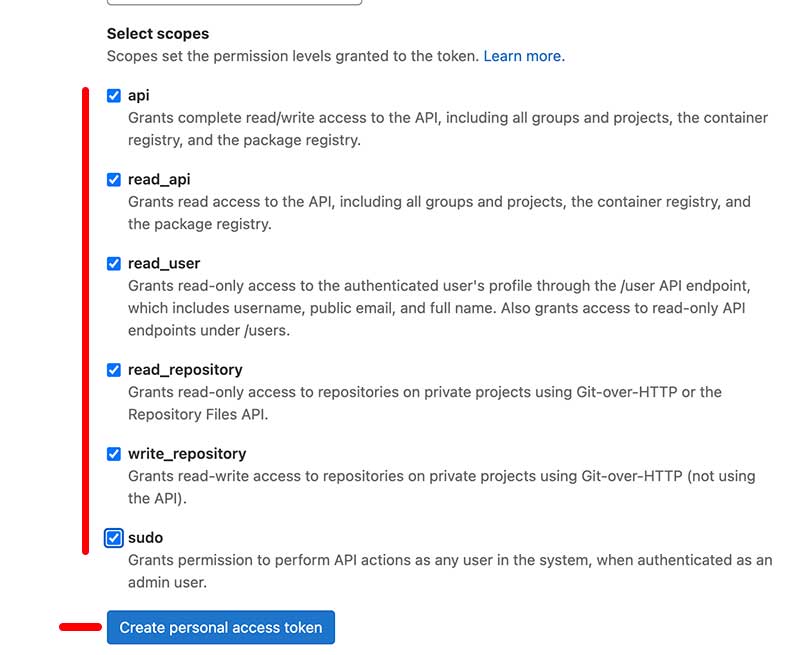 Select scopes
Scopes set the permission levels granted to the token. Learn more.
api
Grants complete read/write access to the API, including all groups and projects, the container
registry, and the package registry.
read_api
Grants read access to the API, including all groups and projects, the container registry, and
the package registry.
read_user
Grants read-only access to the authenticated user's profile through the /user API endpoint,
which includes username, public email, and full name. Also grants access to read-only API
endpoints under /users.
read_repository
Grants read-only access to repositories on private projects using Git-over-HTTP or the
Repository Files API.
write_repository
Grants read-write access to repositories on private projects using Git-over-HTTP (not using
the API).
sudo
Grants permission to perform API actions as any user in the system, when authenticated as an
admin user.
Create personal access token